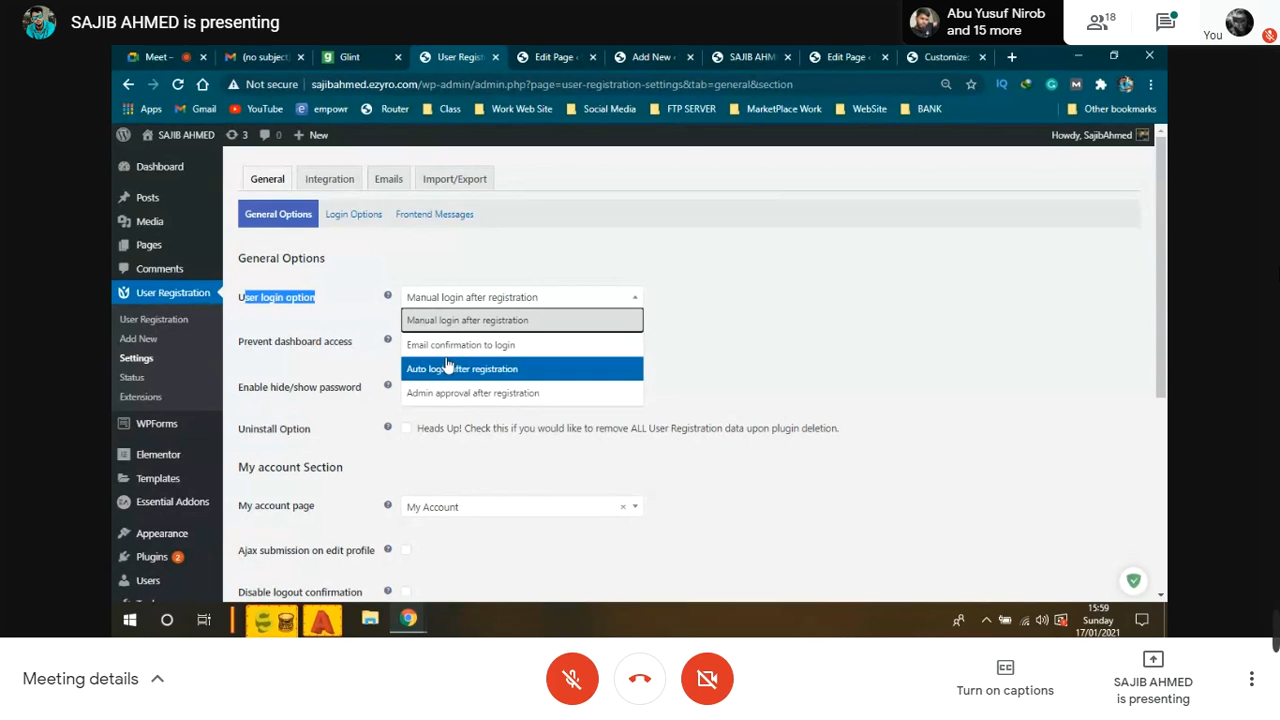 SAJIB AHMED is presenting
Abu Yusuf Nirob
and 15 more
18
You
Meet -
(no subject)
Glint
User Regis
Edit Page
Add New
SAJIB AHM
Edit Page
Customize:
Not secure
sajibahmed.ezyro.com/wp-admin/admin.php?page=user-registration-settings&tab=general&section
Apps
Gmail
YouTube
empowr
Router
Class
Work Web Site
Social Media
FTP SERVER
MarketPlace Work
WebSite
BANK
Other bookmarks
SAJIB AHMED
3
0
New
Howdy, SajibAhmed
Dashboard
Posts
Media
Pages
Comments
User Registration
User Registration
Add New
Settings
Status
Extensions
WPForms
Elementor
Templates
Essential Addons
Appearance
Plugins 2
Users
General
Integration
Emails
Import/Export
General Options
Login Options
Frontend Messages
General Options
User login option
Manual login after registration
Manual login after registration
Email confirmation to login
Auto login after registration
Admin approval after registration
Prevent dashboard access
Enable hide/show password
Uninstall Option
Heads Up! Check this if you would like to remove ALL User Registration data upon plugin deletion.
My account Section
My account page
My Account
Ajax submission on edit profile
Disable logout confirmation
15:59
Sunday
17/01/2021
Meeting details
Turn on captions
SAJIB AHMED
is presenting